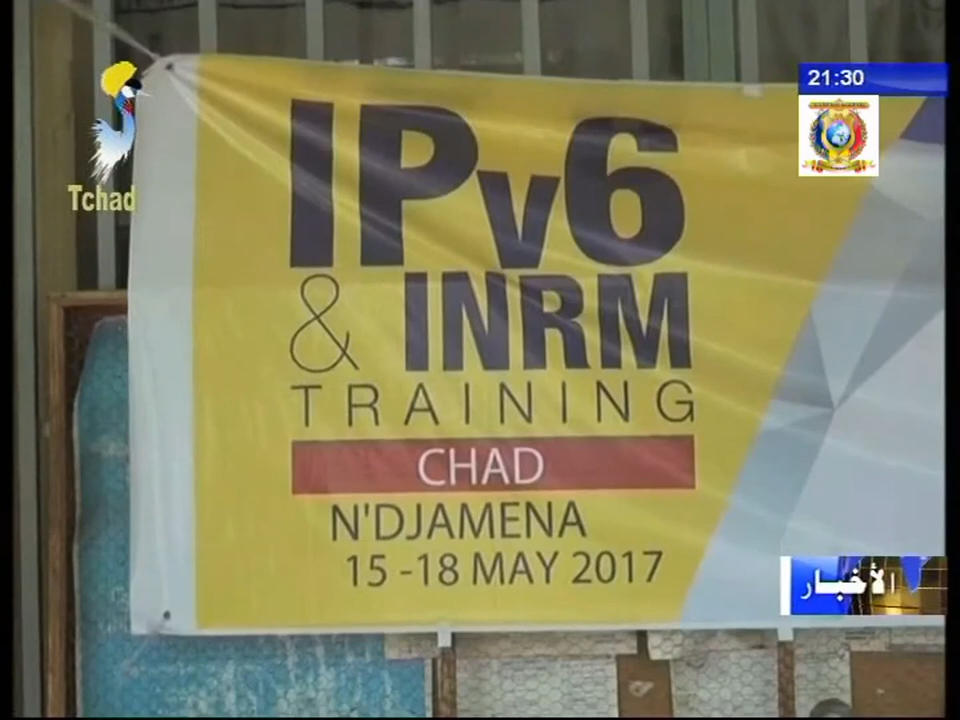 IPv6
& INRM
TRAINING
CHAD
N'DJAMENA
15 -18 MAY 2017
Tchad
21:30
الأخبار